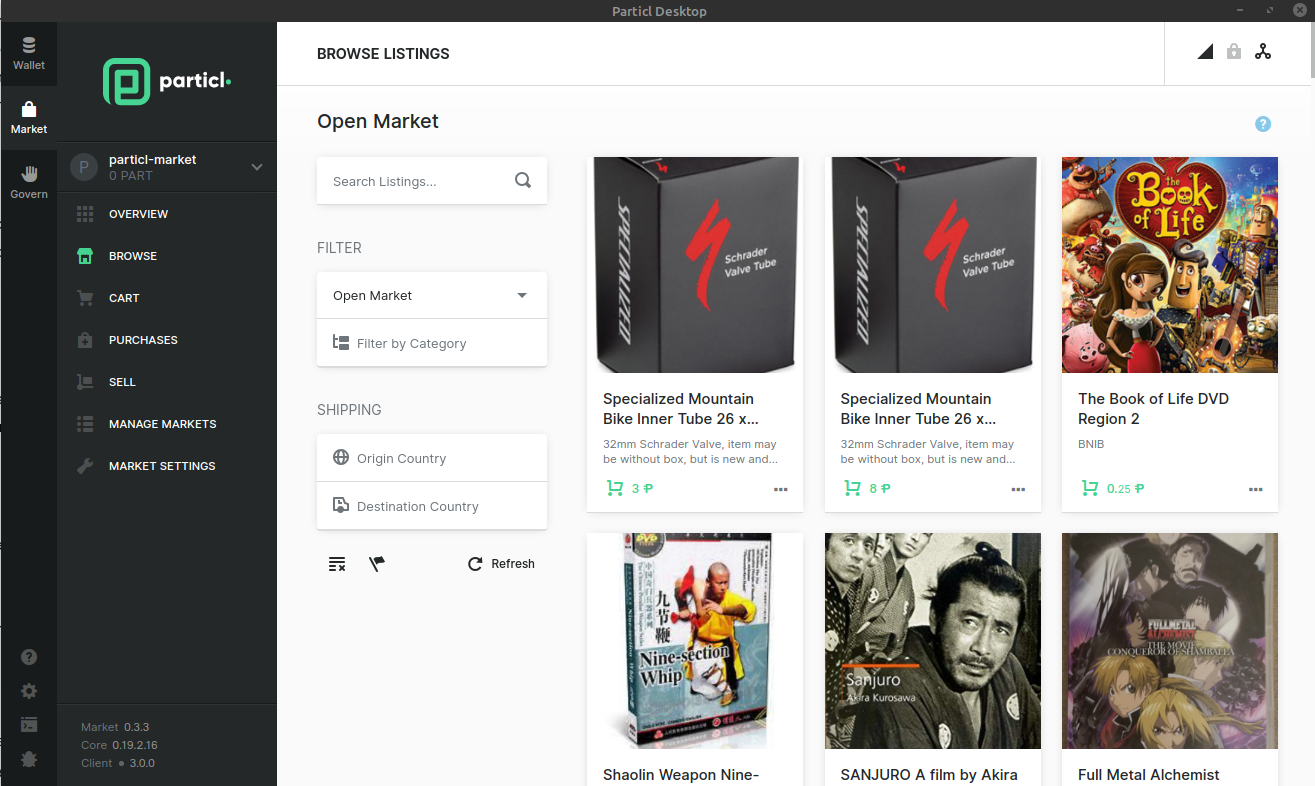 Particl Desktop
Wallet
Market
Govern
particl
P
particl-market
0 PART
OVERVIEW
BROWSE
CART
PURCHASES
SELL
MANAGE MARKETS
MARKET SETTINGS
Market 0.3.3
Core 0.19.2.16
Client • 3.0.0
BROWSE LISTINGS
Open Market
?
Search Listings...
FILTER
Open Market
Filter by Category
SHIPPING
Origin Country
Destination Country
Refresh
SPECIALIZED
Schrader
Valve Tube
Specialized Mountain
Bike Inner Tube 26 x...
32mm Schrader Valve, item may
be without box, but is new and...
3 ₱
SPECIALIZED
Schrader
Valve Tube
Specialized Mountain
Bike Inner Tube 26 x...
32mm Schrader Valve, item may
be without box, but is new and...
8 ₱
the
Book
of Life
The Book of Life DVD
Region 2
BNIB
0.25 ₱
DVD
九节鞭
Nine-section
Whip
Shaolin Weapon Nine-
Sanjuro
Akira Kurosawa
SANJURO A film by Akira
FULLMETAL
ALCHEMIST
THE MOVIE
CONQUEROR OF SHAMBALLA
Full Metal Alchemist